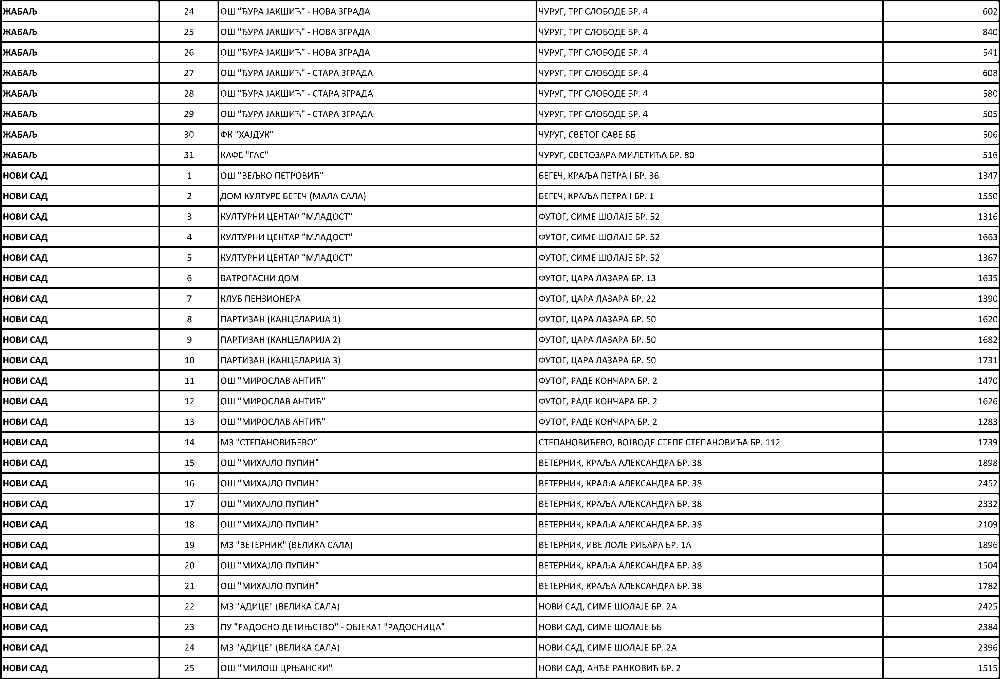 ЖАБАЉ 24 ОШ "ЂУРА ЈАКШИЋ" - НОВА ЗГРАДА ЧУРУГ, ТРГ СЛОБОДЕ БР. 4 602
ЖАБАЉ 25 ОШ "ЂУРА ЈАКШИЋ" - НОВА ЗГРАДА ЧУРУГ, ТРГ СЛОБОДЕ БР. 4 840
ЖАБАЉ 26 ОШ "ЂУРА ЈАКШИЋ" - НОВА ЗГРАДА ЧУРУГ, ТРГ СЛОБОДЕ БР. 4 541
ЖАБАЉ 27 ОШ "ЂУРА ЈАКШИЋ" - СТАРА ЗГРАДА ЧУРУГ, ТРГ СЛОБОДЕ БР. 4 608
ЖАБАЉ 28 ОШ "ЂУРА ЈАКШИЋ" - СТАРА ЗГРАДА ЧУРУГ, ТРГ СЛОБОДЕ БР. 4 580
ЖАБАЉ 29 ОШ "ЂУРА ЈАКШИЋ" - СТАРА ЗГРАДА ЧУРУГ, ТРГ СЛОБОДЕ БР. 4 505
ЖАБАЉ 30 ФК "ХАЈДУК" ЧУРУГ, СВЕТОГ САВЕ ББ 506
ЖАБАЉ 31 КАФЕ "ГАС" ЧУРУГ, СВЕТОЗАРА МИЛЕТИЋА БР. 80 516
НОВИ САД 1 ОШ "ВЕЉКО ПЕТРОВИЋ" БЕГЕЧ, КРАЉА ПЕТРА I БР. 36 1347
НОВИ САД 2 ДОМ КУЛТУРЕ БЕГЕЧ (МАЛА САЛА) БЕГЕЧ, КРАЉА ПЕТРА I БР. 1 1550
НОВИ САД 3 КУЛТУРНИ ЦЕНТАР "МЛАДОСТ" ФУТОГ, СИМЕ ШОЛАЈЕ БР. 52 1316
НОВИ САД 4 КУЛТУРНИ ЦЕНТАР "МЛАДОСТ" ФУТОГ, СИМЕ ШОЛАЈЕ БР. 52 1663
НОВИ САД 5 КУЛТУРНИ ЦЕНТАР "МЛАДОСТ" ФУТОГ, СИМЕ ШОЛАЈЕ БР. 52 1367
НОВИ САД 6 ВАТРОГАСНИ ДОМ ФУТОГ, ЦАРА ЛАЗАРА БР. 13 1635
НОВИ САД 7 КЛУБ ПЕНЗИОНЕРА ФУТОГ, ЦАРА ЛАЗАРА БР. 22 1390
НОВИ САД 8 ПАРТИЗАН (КАНЦЕЛАРИЈА 1) ФУТОГ, ЦАРА ЛАЗАРА БР. 50 1620
НОВИ САД 9 ПАРТИЗАН (КАНЦЕЛАРИЈА 2) ФУТОГ, ЦАРА ЛАЗАРА БР. 50 1682
НОВИ САД 10 ПАРТИЗАН (КАНЦЕЛАРИЈА 3) ФУТОГ, ЦАРА ЛАЗАРА БР. 50 1731
НОВИ САД 11 ОШ "МИРОСЛАВ АНТИЋ" ФУТОГ, РАДЕ КОНЧАРА БР. 2 1470
НОВИ САД 12 ОШ "МИРОСЛАВ АНТИЋ" ФУТОГ, РАДЕ КОНЧАРА БР. 2 1626
НОВИ САД 13 ОШ "МИРОСЛАВ АНТИЋ" ФУТОГ, РАДЕ КОНЧАРА БР. 2 1283
НОВИ САД 14 МЗ "СТЕПАНОВИЋЕВО" СТЕПАНОВИЋЕВО, ВОЈВОДЕ СТЕПЕ СТЕПАНОВИЋА БР. 112 1739
НОВИ САД 15 ОШ "МИХАЈЛО ПУПИН" ВЕТЕРНИК, КРАЉА АЛЕКСАНДРА БР. 38 1898
НОВИ САД 16 ОШ "МИХАЈЛО ПУПИН" ВЕТЕРНИК, КРАЉА АЛЕКСАНДРА БР. 38 2452
НОВИ САД 17 ОШ "МИХАЈЛО ПУПИН" ВЕТЕРНИК, КРАЉА АЛЕКСАНДРА БР. 38 2332
НОВИ САД 18 ОШ "МИХАЈЛО ПУПИН" ВЕТЕРНИК, КРАЉА АЛЕКСАНДРА БР. 38 2109
НОВИ САД 19 МЗ "ВЕТЕРНИК" (ВЕЛИКА САЛА) ВЕТЕРНИК, ИВЕ ЛОЛЕ РИБАРА БР. 1А 1896
НОВИ САД 20 ОШ "МИХАЈЛО ПУПИН" ВЕТЕРНИК, КРАЉА АЛЕКСАНДРА БР. 38 1504
НОВИ САД 21 ОШ "МИХАЈЛО ПУПИН" ВЕТЕРНИК, КРАЉА АЛЕКСАНДРА БР. 38 1782
НОВИ САД 22 МЗ "АДИЦЕ" (ВЕЛИКА САЛА) НОВИ САД, СИМЕ ШОЛАЈЕ БР. 2А 2425
НОВИ САД 23 ПУ "РАДОСНО ДЕТИЊСТВО" - ОБЈЕКАТ "РАДОСНИЦА" НОВИ САД, СИМЕ ШОЛАЈЕ ББ 2384
НОВИ САД 24 МЗ "АДИЦЕ" (ВЕЛИКА САЛА) НОВИ САД, СИМЕ ШОЛАЈЕ БР. 2А 2396
НОВИ САД 25 ОШ "МИЛОШ ЦРЊАНСКИ" НОВИ САД, АНЂЕ РАНКОВИЋ БР. 2 1515